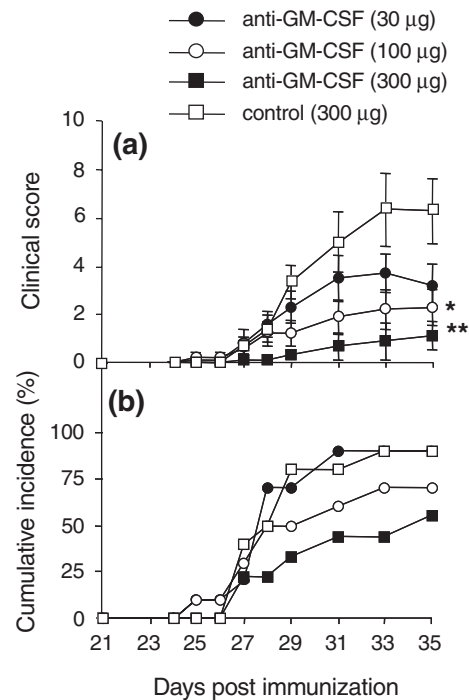 anti-GM-CSF (30 µg)
anti-GM-CSF (100 µg)
anti-GM-CSF (300 µg)
control (300 µg)
(a)
Clinical score
10
8
6
4
2
0
*
**
(b)
Cumulative incidence (%)
100
75
50
25
0
21 23 25 27 29 31 33 35
Days post immunization